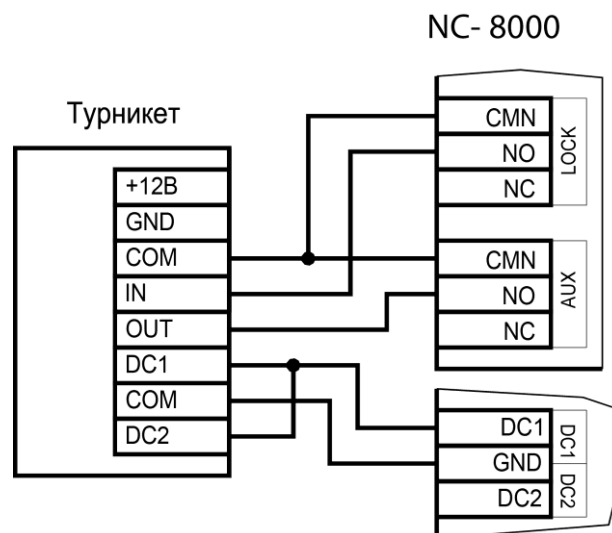 NC- 8000
Турникет
+12В
GND
COM
IN
OUT
DC1
COM
DC2
CMN
NO
NC
LOCK
CMN
NO
NC
AUX
DC1
GND
DC2
DC1
DC2